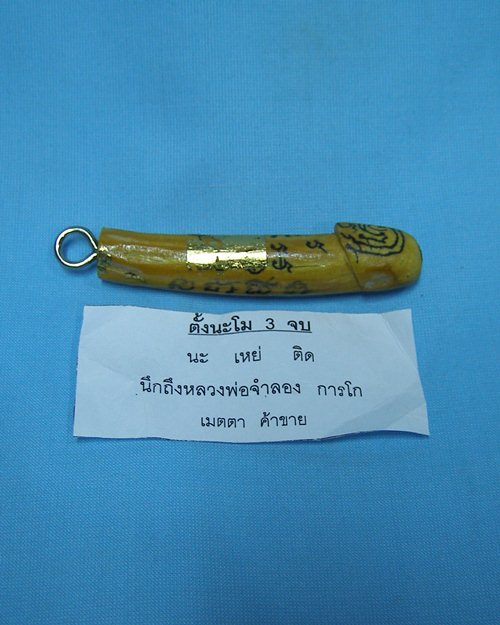 ตั้งนะโม 3 จบ
นะ เหย่ ติด
นึกถึงหลวงพ่อจำลอง การโก
เมตตา ค้าขาย